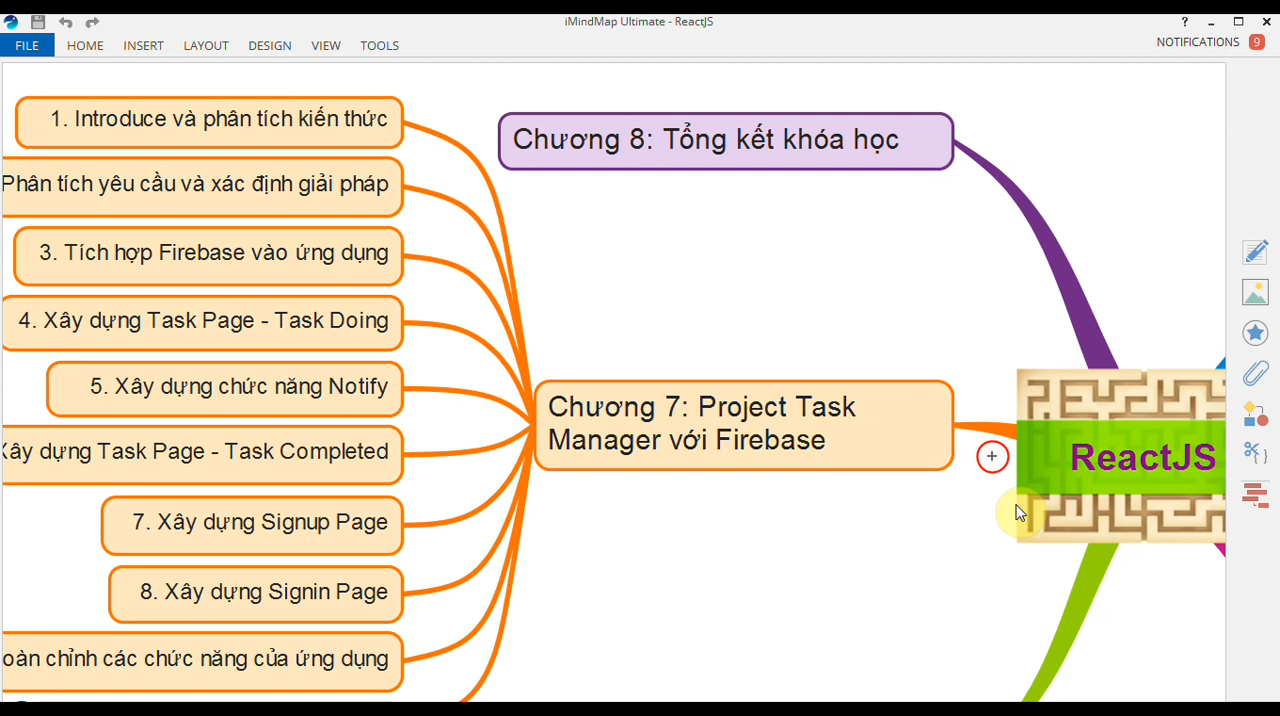 iMindMap Ultimate - ReactJS
?
FILE HOME INSERT LAYOUT DESIGN VIEW TOOLS
NOTIFICATIONS 9
1. Introduce và phân tích kiến thức
Phân tích yêu cầu và xác định giải pháp
3. Tích hợp Firebase vào ứng dụng
4. Xây dựng Task Page - Task Doing
5. Xây dựng chức năng Notify
Xây dựng Task Page - Task Completed
7. Xây dựng Signup Page
8. Xây dựng Signin Page
oàn chỉnh các chức năng của ứng dụng
Chương 8: Tổng kết khóa học
Chương 7: Project Task
Manager với Firebase
ReactJS